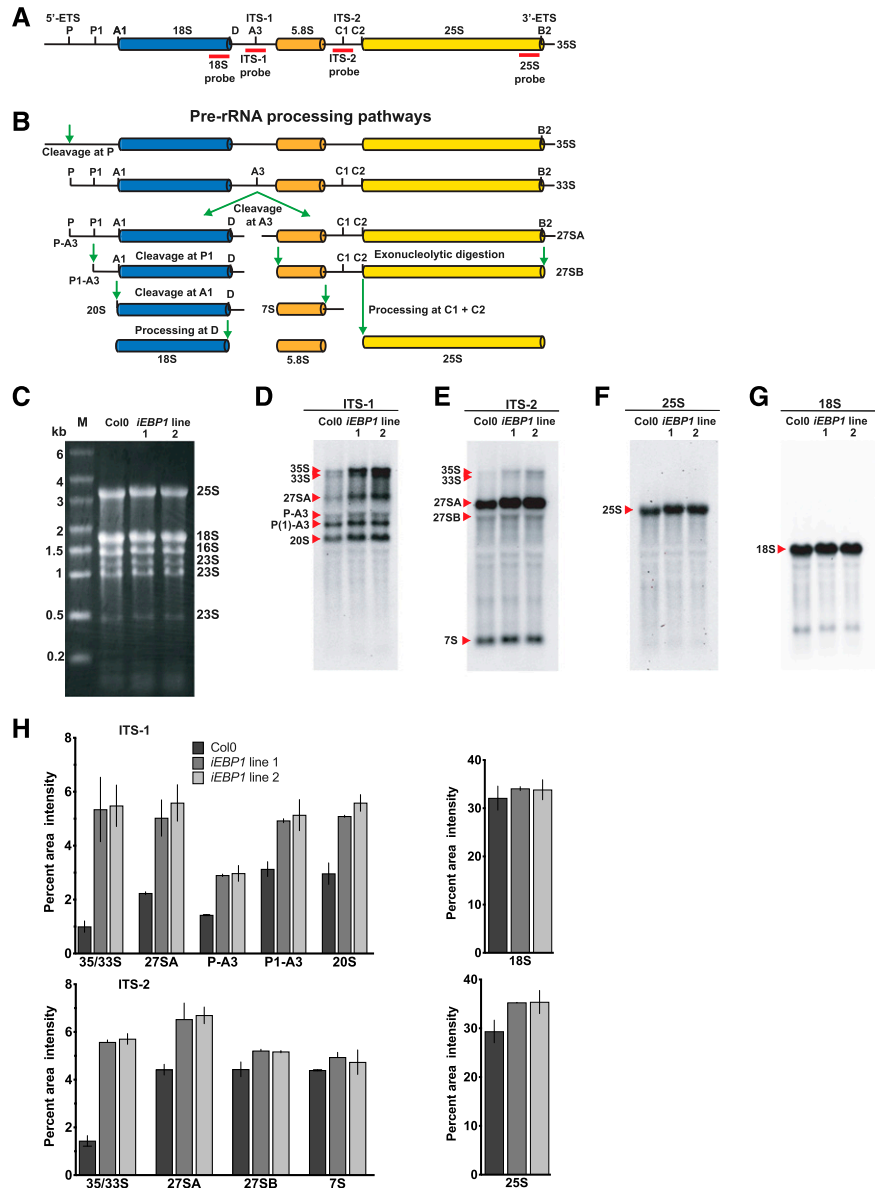 A
5'-ETS ITS-1 ITS-2 3'-ETS
P P1 A1 18S D A3 5.8S C1 C2 25S B2
35S
18S probe
ITS-1 probe
ITS-2 probe
25S probe
B
Pre-rRNA processing pathways
B2
35S
Cleavage at P
P P1 A1 A3 C1 C2
33S
Cleavage at A3
P P1 A1 D C1 C2 B2
27SA
P-A3
Cleavage at P1
Exonucleolytic digestion
A1 D C1 C2
27SB
P1-A3
Cleavage at A1
D
20S
7S
Processing at C1 + C2
Processing at D
18S 5.8S 25S
C
M Col0 iEBP1 line
1 2
kb
6
4
3
2
1.5
1
0.5
0.2
25S
18S
16S
23S
23S
23S
D
ITS-1
Col0 iEBP1 line
1 2
35S
33S
27SA
P-A3
P(1)-A3
20S
E
ITS-2
Col0 iEBP1 line
1 2
35S
33S
27SA
27SB
7S
F
25S
Col0 iEBP1 line
1 2
25S
G
18S
Col0 iEBP1 line
1 2
18S
H
ITS-1
Col0
iEBP1 line 1
iEBP1 line 2
Percent area intensity
8
6
4
2
0
35/33S 27SA P-A3 P1-A3 20S
Percent area intensity
40
30
20
10
0
18S
ITS-2
Percent area intensity
8
6
4
2
0
35/33S 27SA 27SB 7S
Percent area intensity
40
30
20
10
0
25S